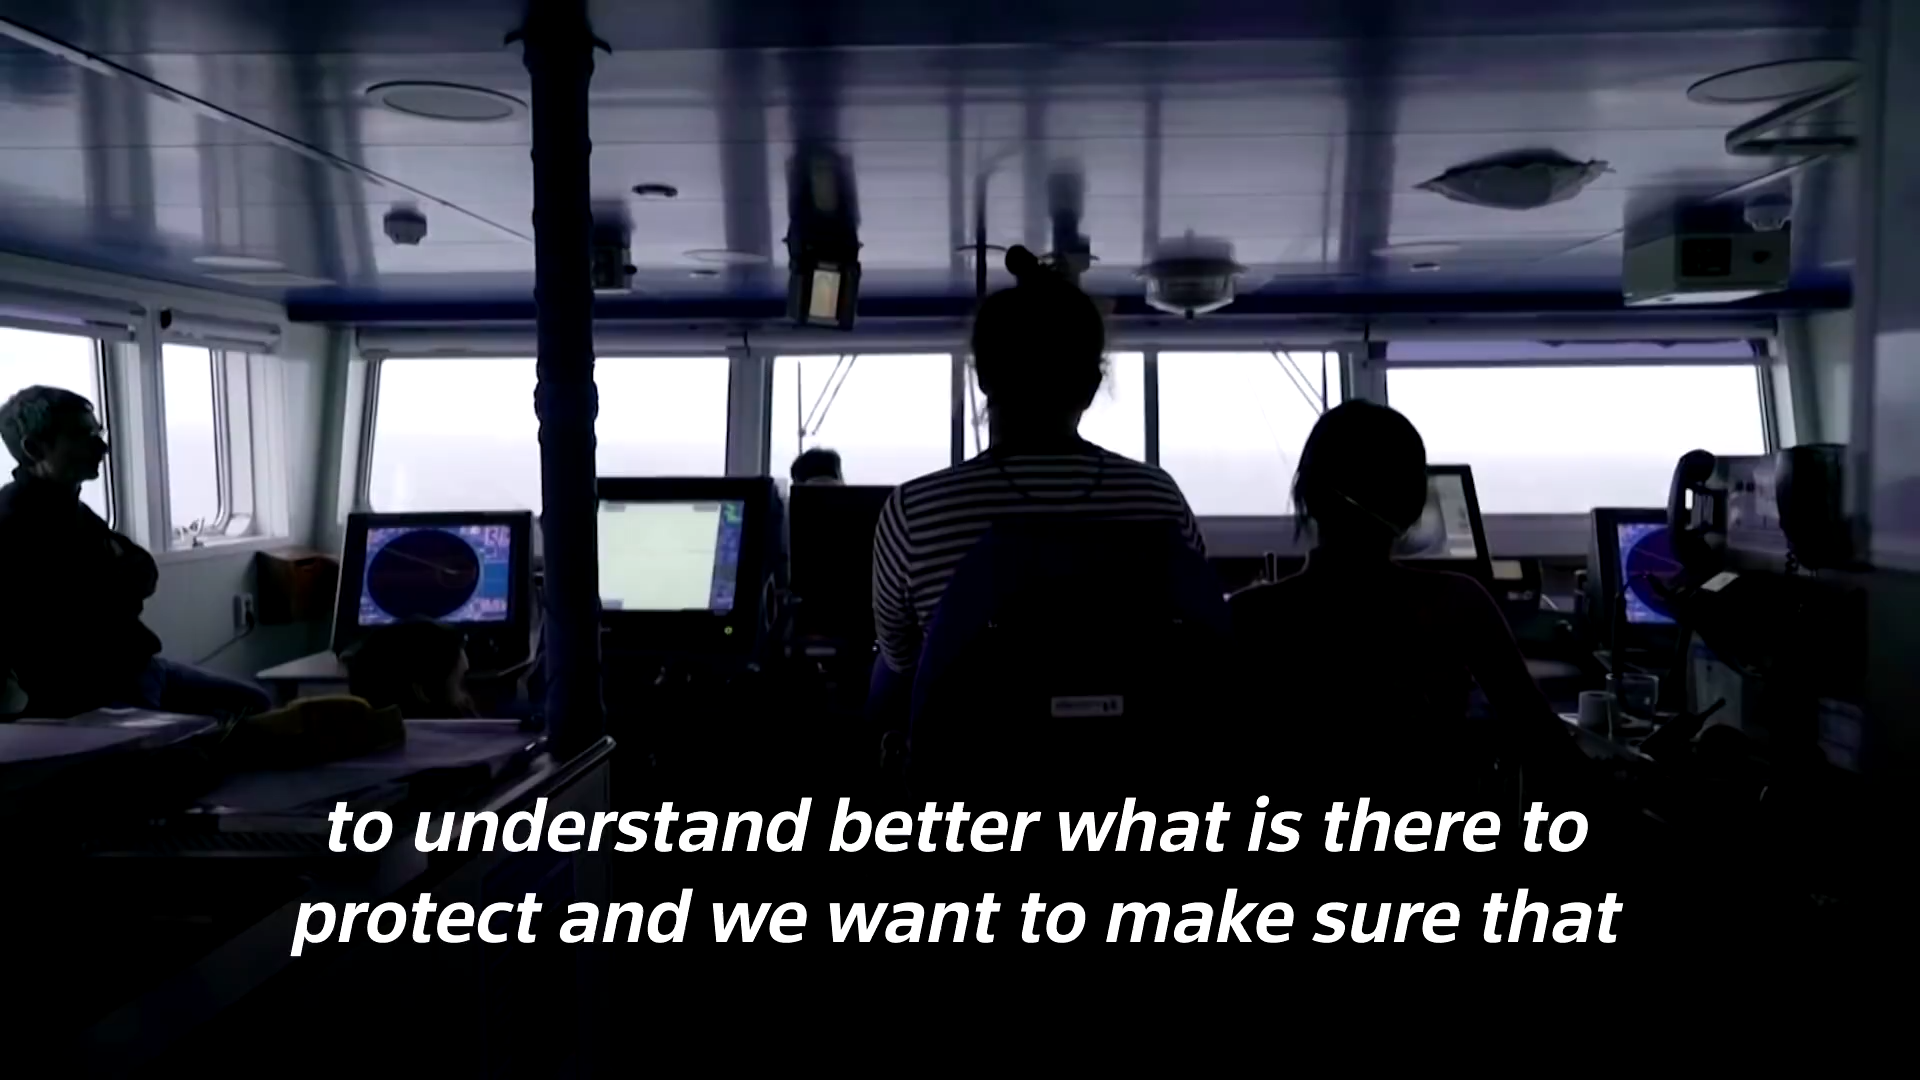 to understand better what is there to
protect and we want to make sure that